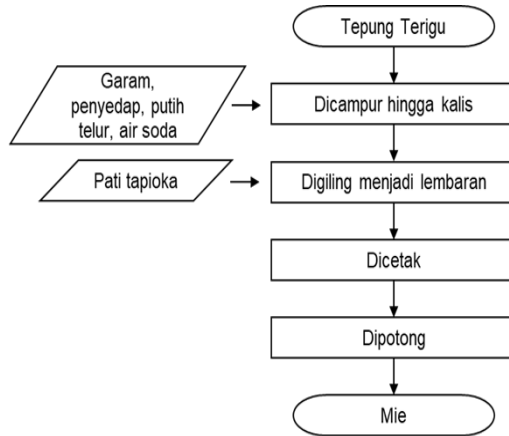 Tepung Terigu
Garam,
penyedap, putih
telur, air soda
Dicampur hingga kalis
Pati tapioka
Digiling menjadi lembaran
Dicetak
Dipotong
Mie